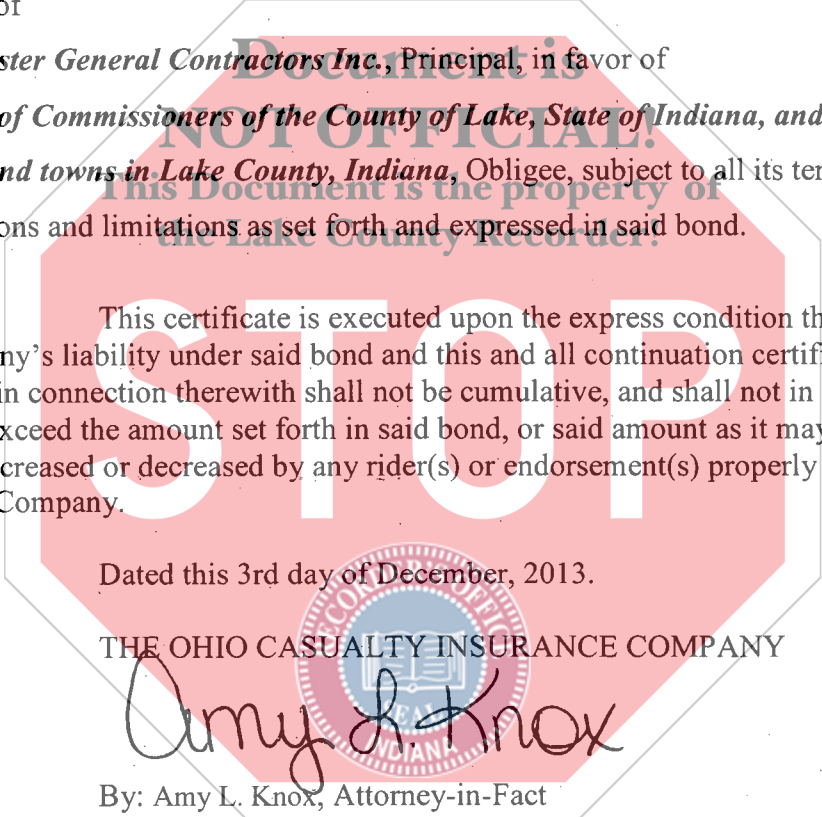 of
ster General Contractors Inc., Principal, in favor of
of Commissioners of the County of Lake, State of Indiana, and
nd towns in Lake County, Indiana, Obligee, subject to all its ter
ons and limitations as set forth and expressed in said bond.
Document is
NOT OFFICIAL!
This Document is the property of
the Lake County Recorder!
STOP
This certificate is executed upon the express condition th
ny's liability under said bond and this and all continuation certifi
in connection therewith shall not be cumulative, and shall not in
xceed the amount set forth in said bond, or said amount as it may
creased or decreased by any rider(s) or endorsement(s) properly
Company.
Dated this 3rd day of December, 2013.
THE OHIO CASUALTY INSURANCE COMPANY
Amy L. Knox
By: Amy L. Knox, Attorney-in-Fact
RECORDER'S OFFIC
SEAL
INDIANA